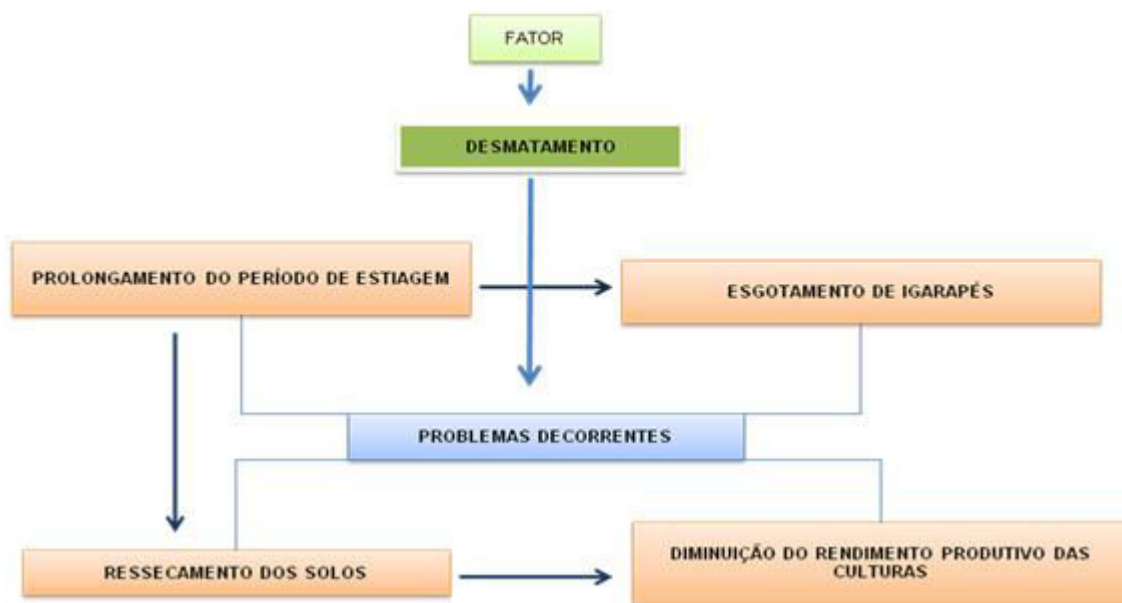 FATOR
DESMATAMENTO
PROLONGAMENTO DO PERÍODO DE ESTIAGEM
ESGOTAMENTO DE IGARAPÉS
PROBLEMAS DECORRENTES
RESSECAMENTO DOS SOLOS
DIMINUIÇÃO DO RENDIMENTO PRODUTIVO DAS
CULTURAS